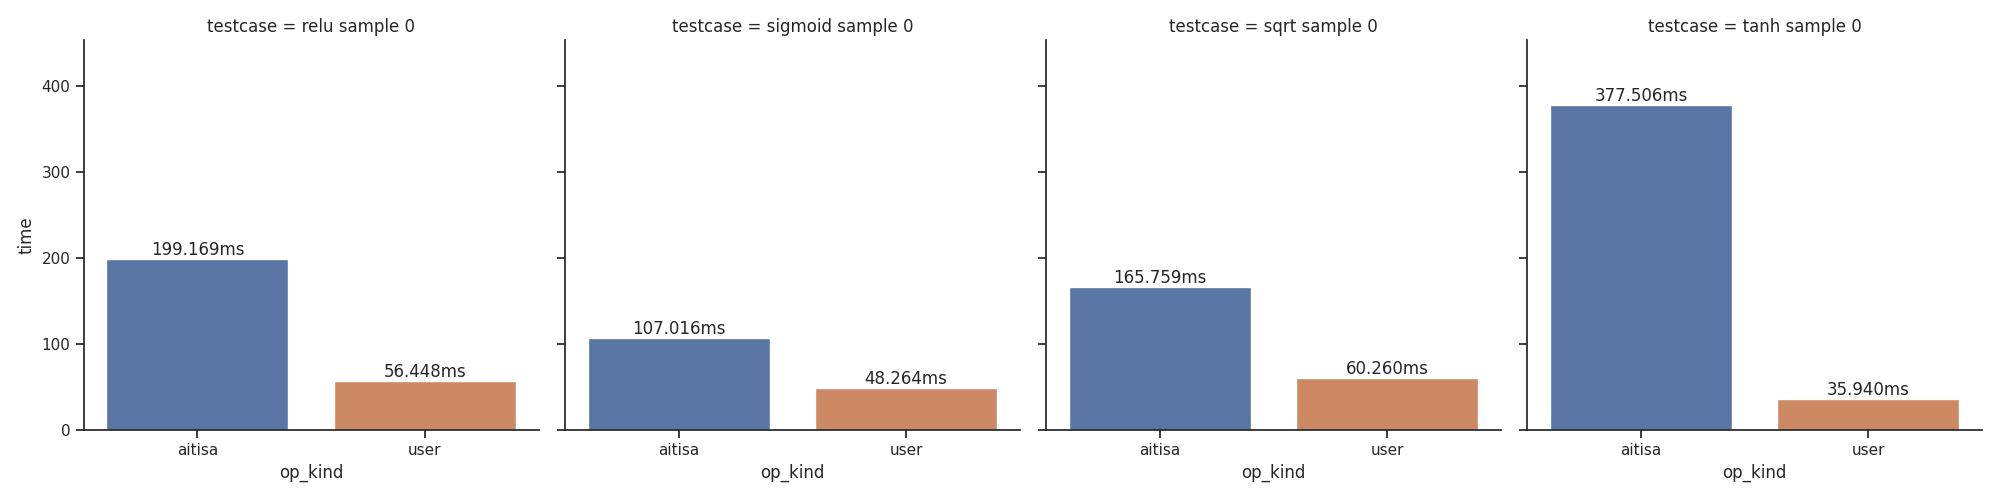 testcase = relu sample 0
testcase = sigmoid sample 0
testcase = sqrt sample 0
testcase = tanh sample 0
time
400
300
200
100
0
199.169ms
56.448ms
107.016ms
48.264ms
165.759ms
60.260ms
377.506ms
35.940ms
aitisa
user
aitisa
user
aitisa
user
aitisa
user
op_kind
op_kind
op_kind
op_kind